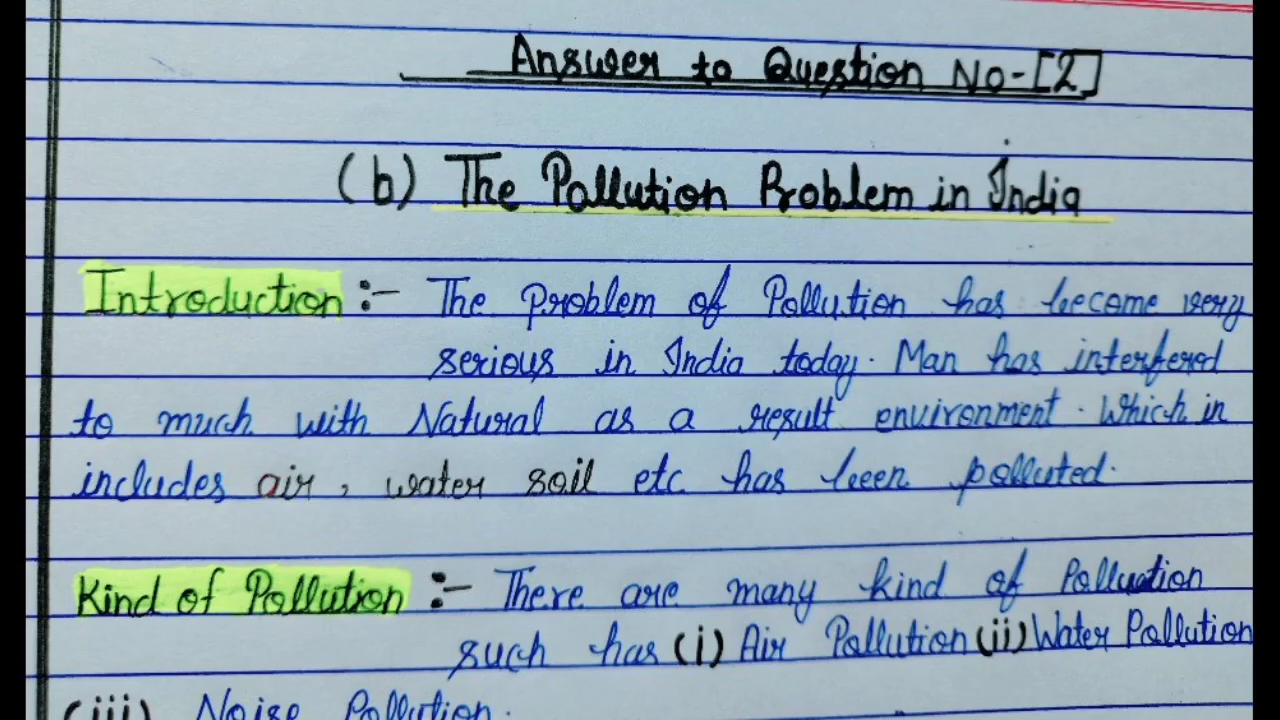 Answer to Question No-[2]
(b) The Pollution Problem in India
Introduction :- The Problem of Pollution has become very
serious in India today. Man has interfered
to much with Natural as a result environment. Which in
includes air, water soil etc has been polluted.
Kind of Pollution :- There are many kind of Pollution
such has (i) Air Pollution (ii) Water Pollution
(iii) Noise Pollution.